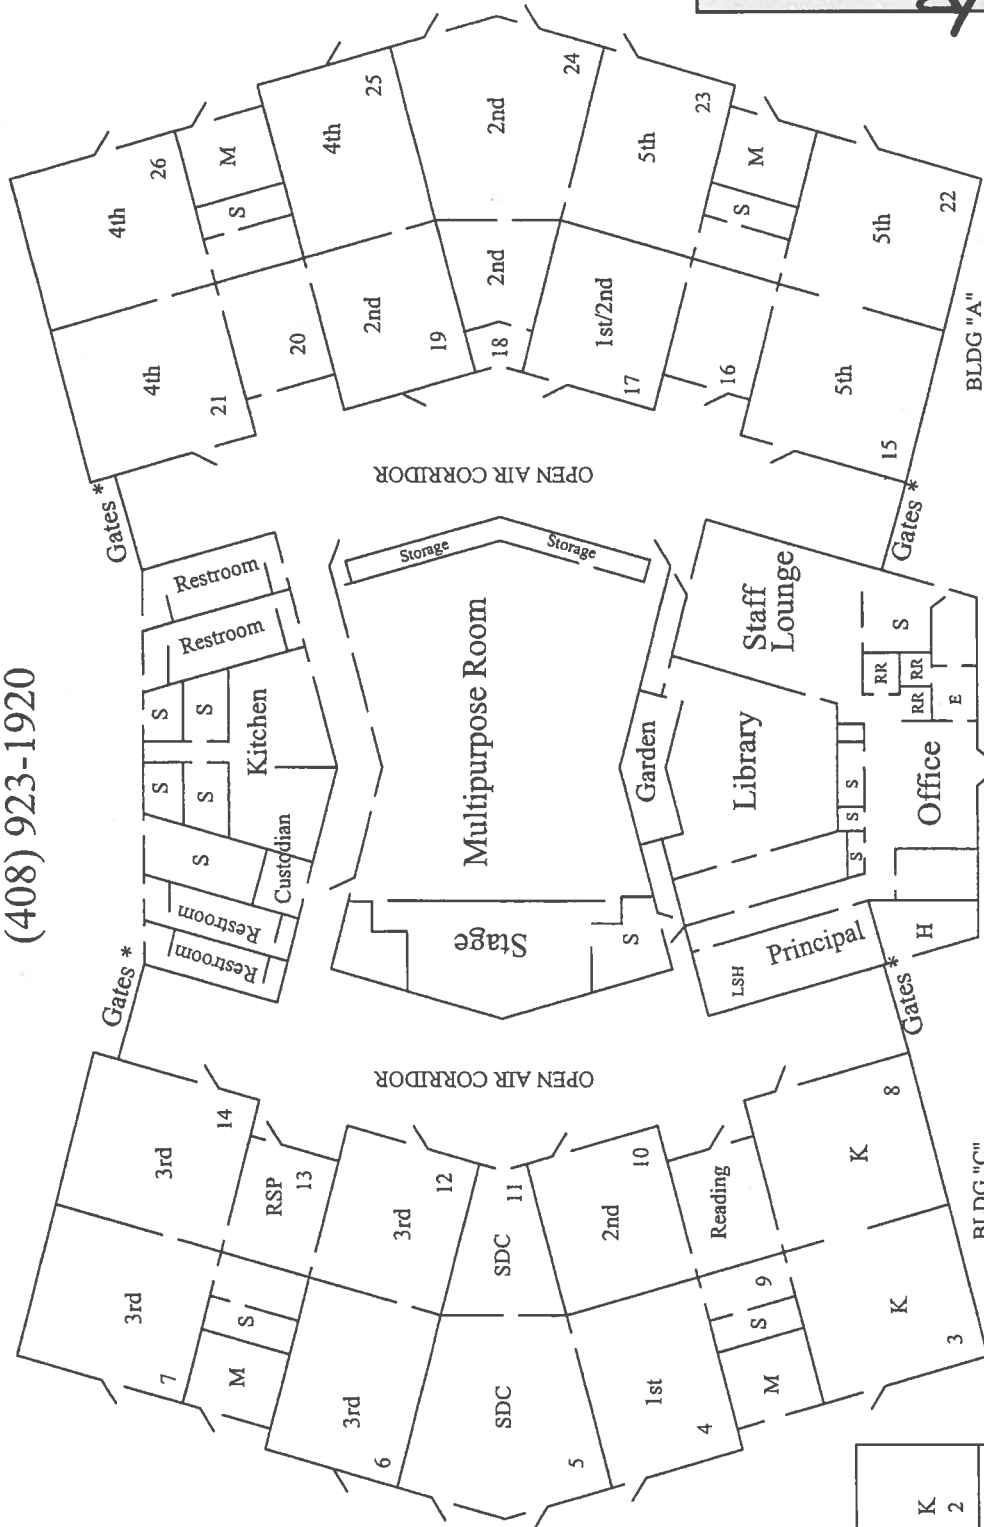 (408) 923-1920
4th
26
M
S
4th
25
2nd
24
5th
23
M
S
5th
22
4th
21
20
2nd
19
2nd
18
1st/2nd
17
16
5th
15
BLDG "A"
Gates *
OPEN AIR CORRIDOR
Gates *
Restroom
Restroom
S
S
Kitchen
S
S
S
Custodian
Restroom
Restroom
Storage
Storage
Multipurpose Room
Stage
S
Garden
Staff
Lounge
Library
S
S
S
S
RR
RR
RR
E
Office
LSH
Principal
H
Gates *
OPEN AIR CORRIDOR
Gates *
3rd
14
RSP
13
3rd
12
SDC
11
2nd
10
Reading
9
K
8
3rd
7
M
S
3rd
6
SDC
5
1st
4
M
S
K
3
BLDG "C"
K
2